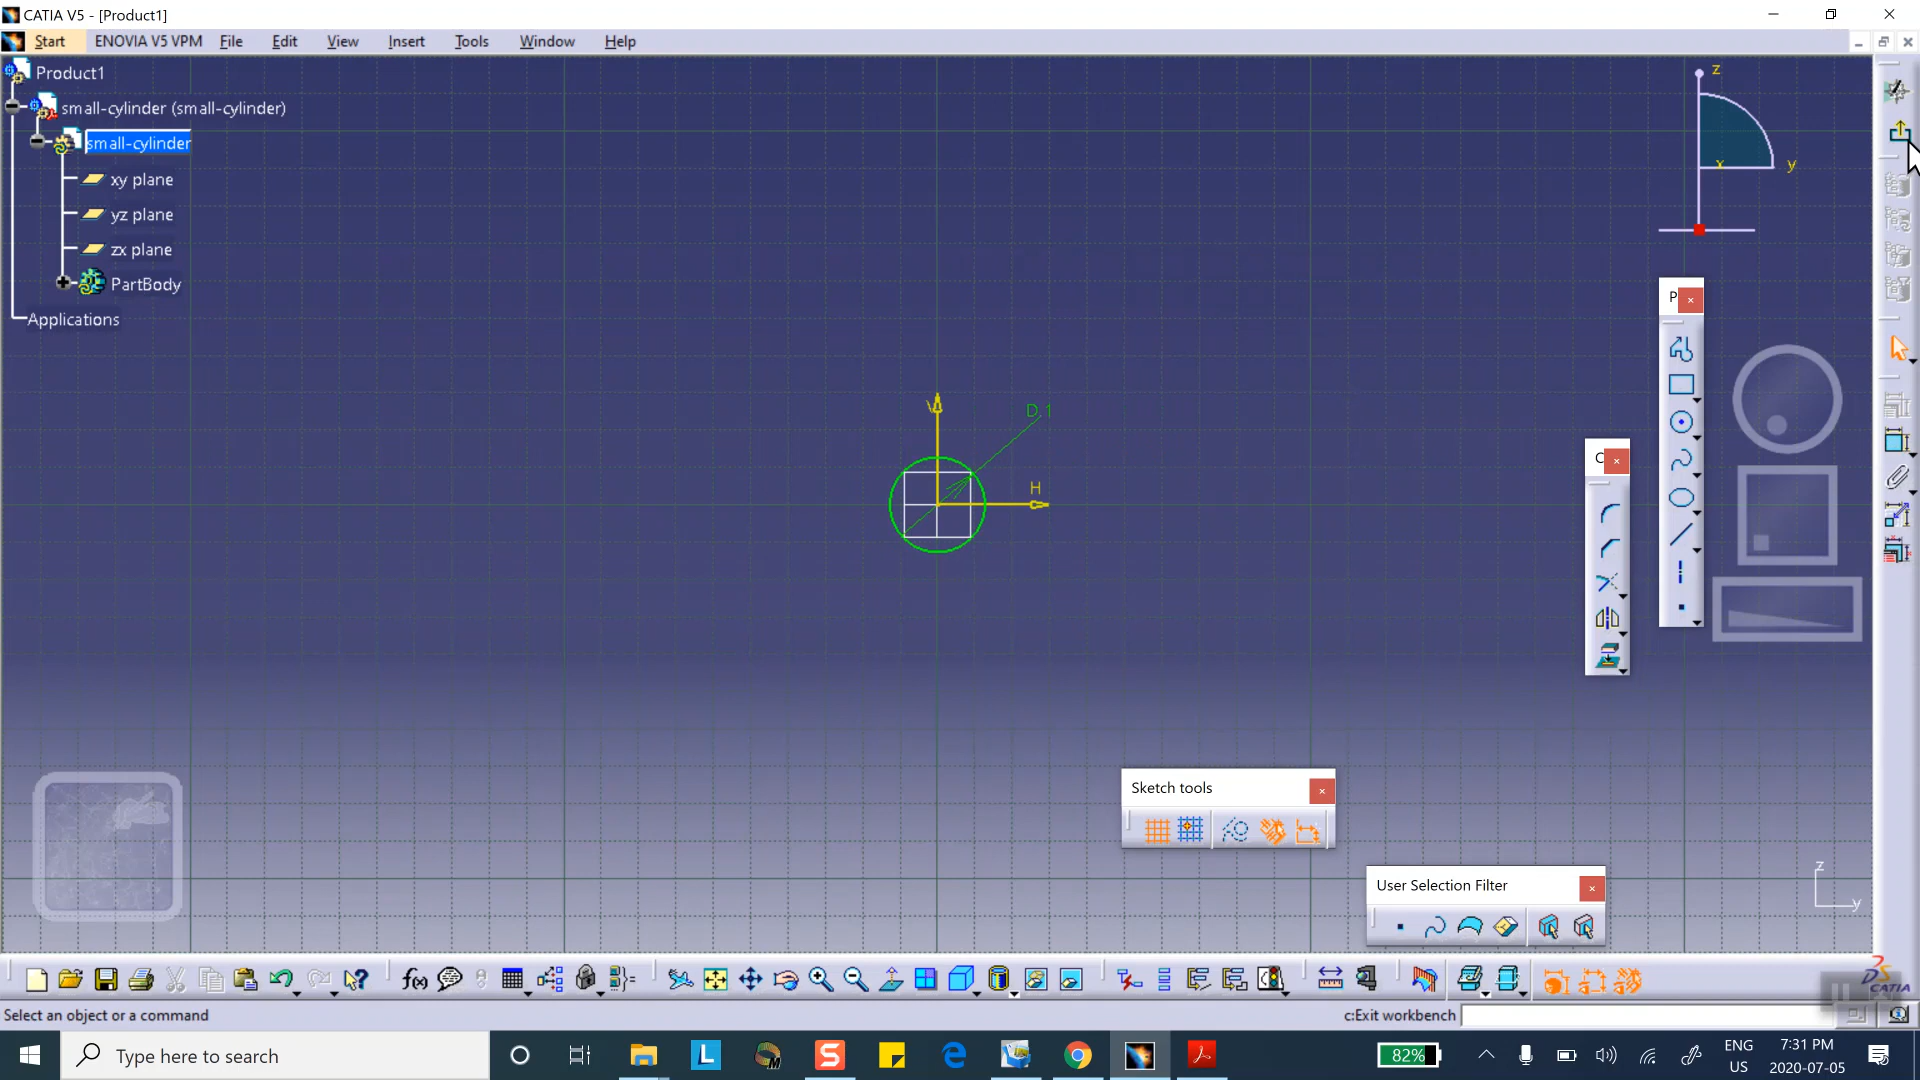 CATIA V5 - [Product1]
Start ENOVIA V5 VPM File Edit View Insert Tools Window Help
Product1
small-cylinder (small-cylinder)
small-cylinder
xy plane
yz plane
zx plane
PartBody
Applications
z
x
y
P
D 1
V
H
C
Sketch tools
User Selection Filter
z
y
f(x)
CATIA
Select an object or a command
c:Exit workbench
Type here to search
L
S
82%
ENG
US
7:31 PM
2020-07-05